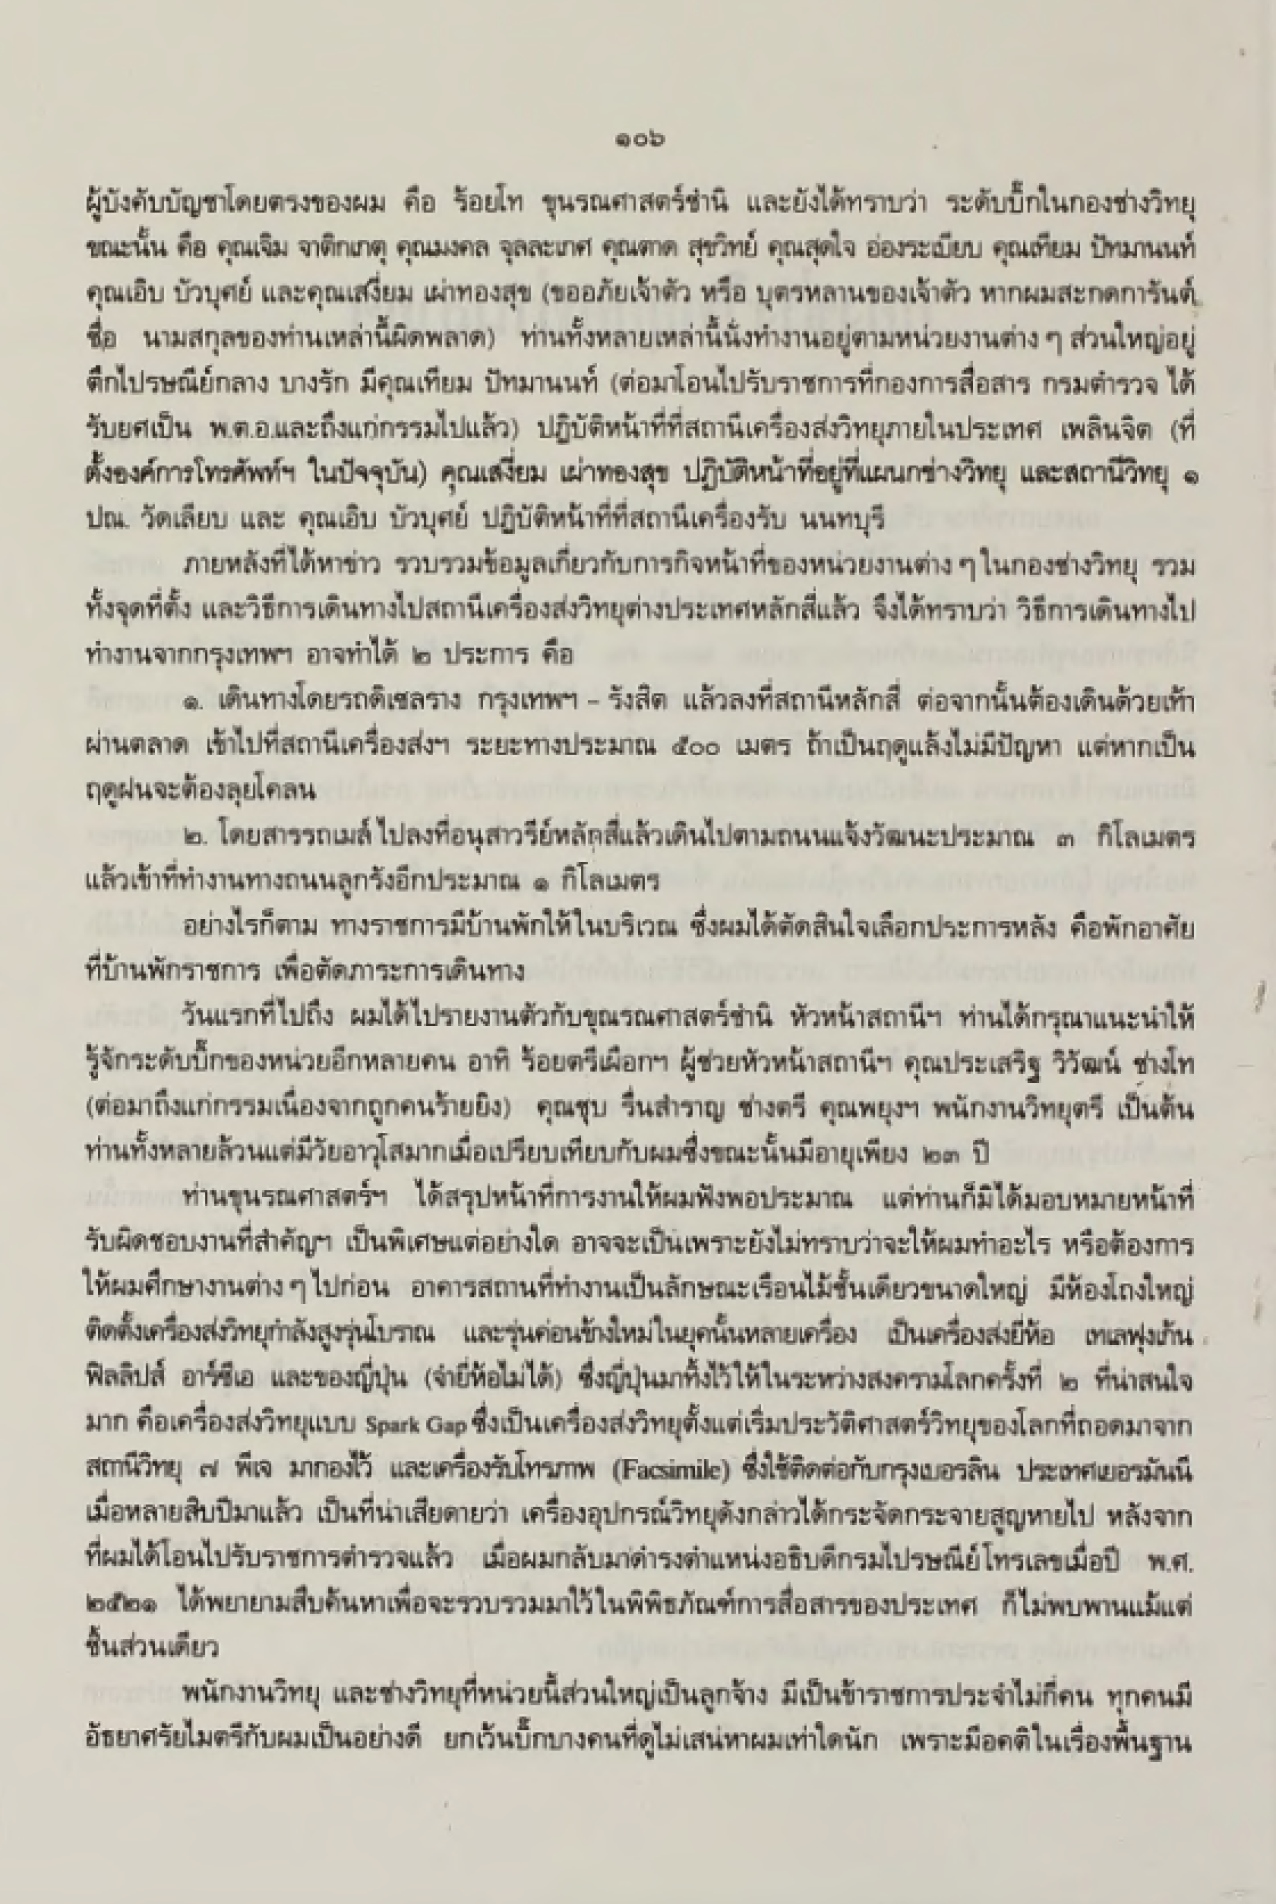 ๑๐๖
ผู้บังคับบัญชาโดยตรงของผม คือ ร้อยโท ขุนรณศาสตร์ชำนิ และยังได้ทราบว่า ระดับบิ๊กในกองช่างวิทยุ
ขณะนั้น คือ คุณเจิม จาติกเกตุ คุณมงคล จุลละเกศ คุณตาด สุขวิทย์ คุณสุดใจ อ่องระเบียบ คุณเทียม ปัทมานนท์
คุณเอิบ บัวบุศย์ และคุณเสงี่ยม เผ่าทองสุข (ขออภัยเจ้าตัว หรือ บุตรหลานของเจ้าตัว หากผมสะกดการันต์
ชื่อ นามสกุลของท่านเหล่านี้ผิดพลาด) ท่านทั้งหลายเหล่านี้นั่งทำงานอยู่ตามหน่วยงานต่าง ๆ ส่วนใหญ่อยู่
ตึกไปรษณีย์กลาง บางรัก มีคุณเทียม ปัทมานนท์ (ต่อมาโอนไปรับราชการที่กองการสื่อสาร กรมตำรวจ ได้
รับยศเป็น พ.ต.อ.และถึงแก่กรรมไปแล้ว) ปฏิบัติหน้าที่ที่สถานีเครื่องส่งวิทยุภายในประเทศ เพลินจิต (ที่
ตั้งองค์การโทรศัพท์ฯ ในปัจจุบัน) คุณเสงี่ยม เผ่าทองสุข ปฏิบัติหน้าที่อยู่ที่แผนกช่างวิทยุ และสถานีวิทยุ ๑
ปณ. วัดเลียบ และ คุณเอิบ บัวบุศย์ ปฏิบัติหน้าที่ที่สถานีเครื่องรับ นนทบุรี
ภายหลังที่ได้หาข่าว รวบรวมข้อมูลเกี่ยวกับภารกิจหน้าที่ของหน่วยงานต่าง ๆ ในกองช่างวิทยุ รวม
ทั้งจุดที่ตั้ง และวิธีการเดินทางไปสถานีเครื่องส่งวิทยุต่างประเทศหลักสี่แล้ว จึงได้ทราบว่า วิธีการเดินทางไป
ทำงานจากกรุงเทพฯ อาจทำได้ ๒ ประการ คือ
๑. เดินทางโดยรถดีเซลราง กรุงเทพฯ – รังสิต แล้วลงที่สถานีหลักสี่ ต่อจากนั้นต้องเดินด้วยเท้า
ผ่านตลาด เข้าไปที่สถานีเครื่องส่งฯ ระยะทางประมาณ ๕๐๐ เมตร ถ้าเป็นฤดูแล้งไม่มีปัญหา แต่หากเป็น
ฤดูฝนจะต้องลุยโคลน
๒. โดยสารรถเมล์ ไปลงที่อนุสาวรีย์หลักสี่แล้วเดินไปตามถนนแจ้งวัฒนะประมาณ ๓ กิโลเมตร
แล้วเข้าที่ทำงานทางถนนลูกรังอีกประมาณ ๑ กิโลเมตร
อย่างไรก็ตาม ทางราชการมีบ้านพักให้ในบริเวณ ซึ่งผมได้ตัดสินใจเลือกประการหลัง คือพักอาศัย
ที่บ้านพักราชการ เพื่อตัดภาระการเดินทาง
วันแรกที่ไปถึง ผมได้ไปรายงานตัวกับขุนรณศาสตร์ชำนิ หัวหน้าสถานีฯ ท่านได้กรุณาแนะนำให้
รู้จักระดับบิ๊กของหน่วยอีกหลายคน อาทิ ร้อยตรีเผือกฯ ผู้ช่วยหัวหน้าสถานีฯ คุณประเสริฐ วิวัฒน์ ช่างโท
(ต่อมาถึงแก่กรรมเนื่องจากถูกคนร้ายยิง) คุณชุบ รื่นสำราญ ช่างตรี คุณพยุงฯ พนักงานวิทยุตรี เป็นต้น
ท่านทั้งหลายล้วนแต่มีวัยอาวุโสมากเมื่อเปรียบเทียบกับผมซึ่งขณะนั้นมีอายุเพียง ๒๓ ปี
ท่านขุนรณศาสตร์ฯ ได้สรุปหน้าที่การงานให้ผมฟังพอประมาณ แต่ท่านก็มิได้มอบหมายหน้าที่
รับผิดชอบงานที่สำคัญฯ เป็นพิเศษแต่อย่างใด อาจจะเป็นเพราะยังไม่ทราบว่าจะให้ผมทำอะไร หรือต้องการ
ให้ผมศึกษางานต่าง ๆ ไปก่อน อาคารสถานที่ทำงานเป็นลักษณะเรือนไม้ชั้นเดียวขนาดใหญ่ มีห้องโถงใหญ่
ติดตั้งเครื่องส่งวิทยุกำลังสูงรุ่นโบราณ และรุ่นค่อนข้างใหม่ในยุคนั้นหลายเครื่อง เป็นเครื่องส่งยี่ห้อ เทเลฟุงเก้น
ฟิลลิปส์ อาร์ซีเอ และของญี่ปุ่น (จำยี่ห้อไม่ได้) ซึ่งญี่ปุ่นมาทิ้งไว้ให้ในระหว่างสงครามโลกครั้งที่ ๒ ที่น่าสนใจ
มาก คือเครื่องส่งวิทยุแบบ Spark Gap ซึ่งเป็นเครื่องส่งวิทยุตั้งแต่เริ่มประวัติศาสตร์วิทยุของโลกที่ถอดมาจาก
สถานีวิทยุ ๗ พีเจ มากองไว้ และเครื่องรับโทรภาพ (Facsimile) ซึ่งใช้ติดต่อกับกรุงเบอรลิน ประเทศเยอรมันนี
เมื่อหลายสิบปีมาแล้ว เป็นที่น่าเสียดายว่า เครื่องอุปกรณ์วิทยุดังกล่าวได้กระจัดกระจายสูญหายไป หลังจาก
ที่ผมได้โอนไปรับราชการตำรวจแล้ว เมื่อผมกลับมาดำรงตำแหน่งอธิบดีกรมไปรษณีย์โทรเลขเมื่อปี พ.ศ.
๒๕๒๑ ได้พยายามสืบค้นหาเพื่อจะรวบรวมมาไว้ในพิพิธภัณฑ์การสื่อสารของประเทศ ก็ไม่พบพานแม้แต่
ชิ้นส่วนเดียว
พนักงานวิทยุ และช่างวิทยุที่หน่วยนี้ส่วนใหญ่เป็นลูกจ้าง มีเป็นข้าราชการประจำไม่กี่คน ทุกคนมี
อัธยาศรัยไมตรีกับผมเป็นอย่างดี ยกเว้นบิ๊กบางคนที่ดูไม่เสน่หาผมเท่าใดนัก เพราะมีอคติในเรื่องพื้นฐาน